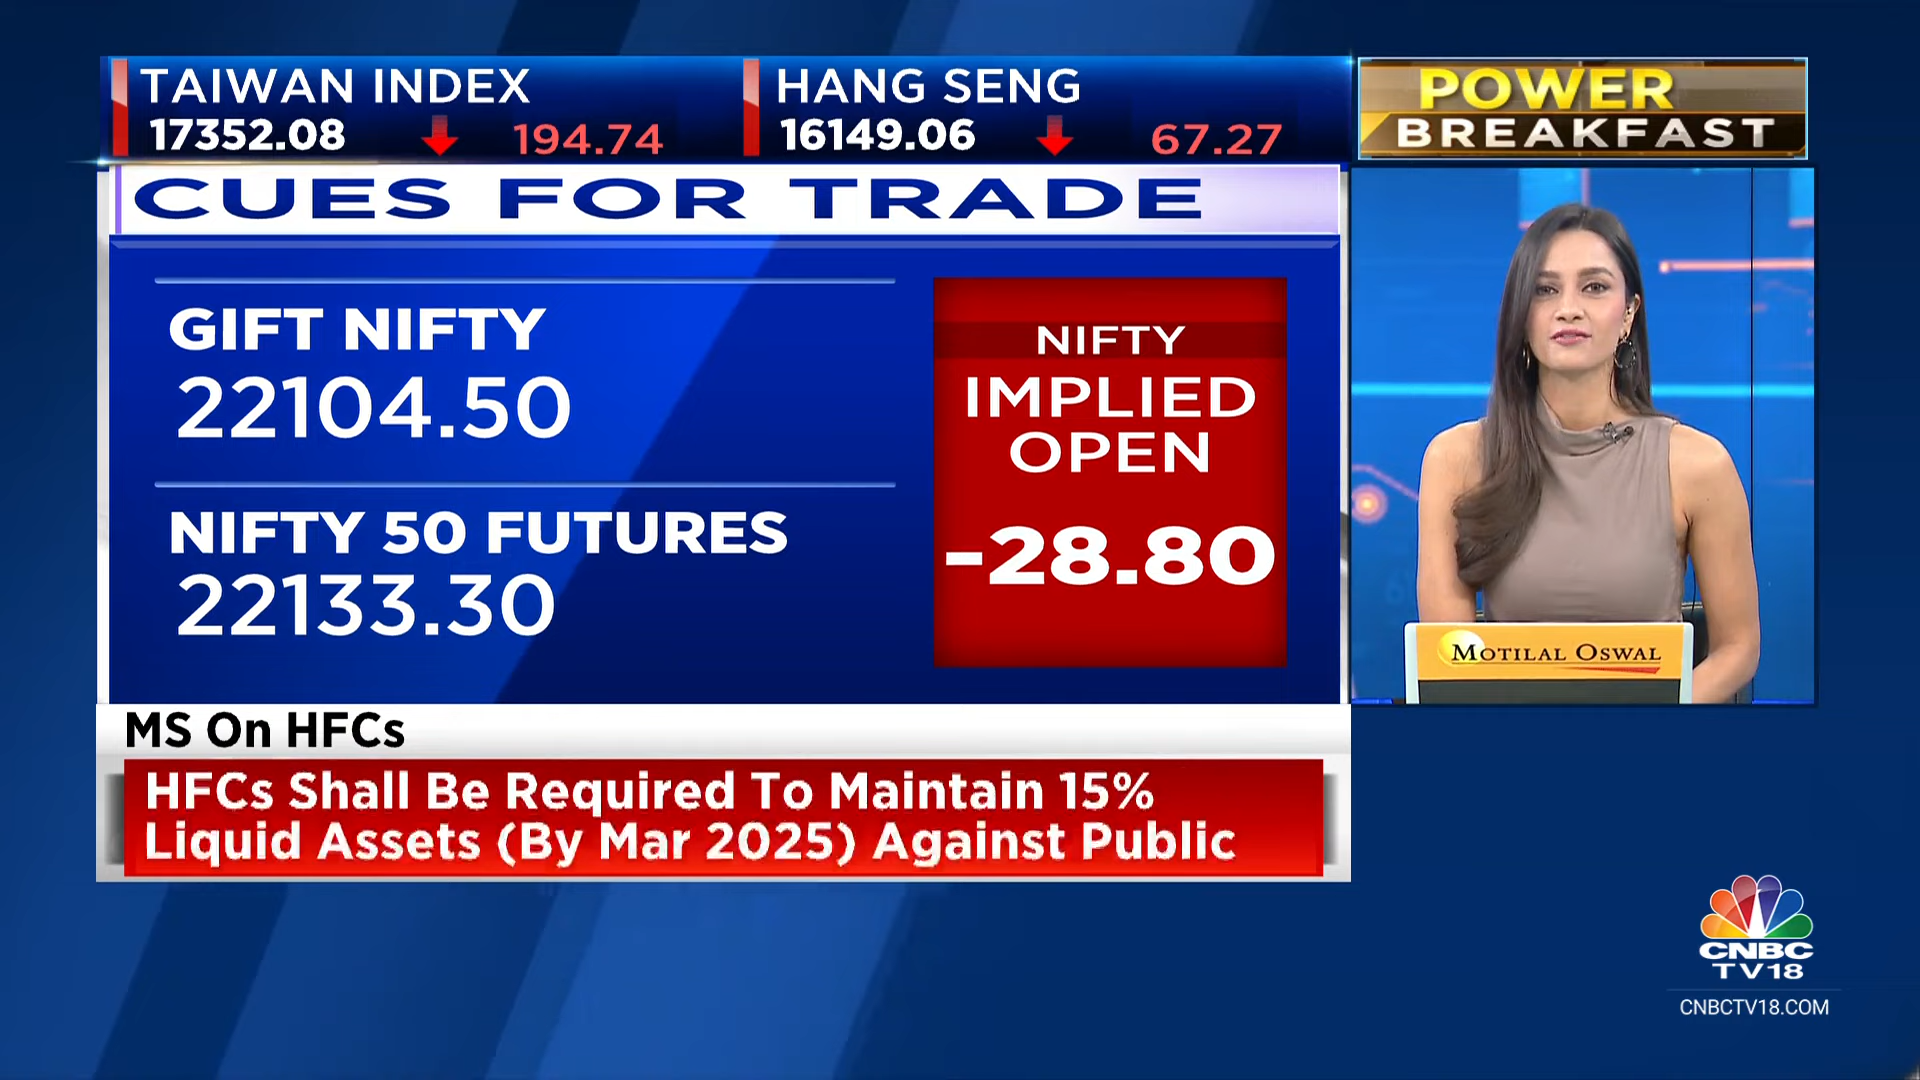 TAIWAN INDEX
17352.08 194.74
HANG SENG
16149.06 67.27
POWER
BREAKFAST
CUES FOR TRADE
GIFT NIFTY
22104.50
NIFTY 50 FUTURES
22133.30
NIFTY
IMPLIED
OPEN
-28.80
MOTILAL OSWAL
MS On HFCs
HFCs Shall Be Required To Maintain 15%
Liquid Assets (By Mar 2025) Against Public
CNBC
TV18
CNBCTV18.COM